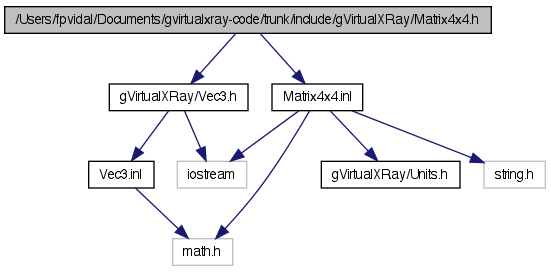 /Users/fpvidal/Documents/gvirtualxray-code/trunk/include/gVirtualXRay/Matrix4x4.h
gVirtualXRay/Vec3.h
Matrix4x4.inl
Vec3.inl
iostream
gVirtualXRay/Units.h
string.h
math.h